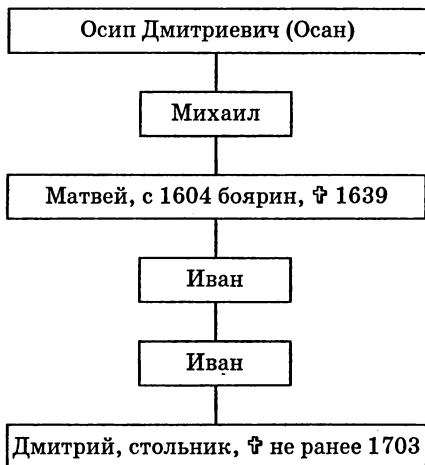 Осип Дмитриевич (Осан)
Михаил
Матвей, с 1604 боярин, ✞ 1639
Иван
Иван
Дмитрий, стольник, ✞ не ранее 1703